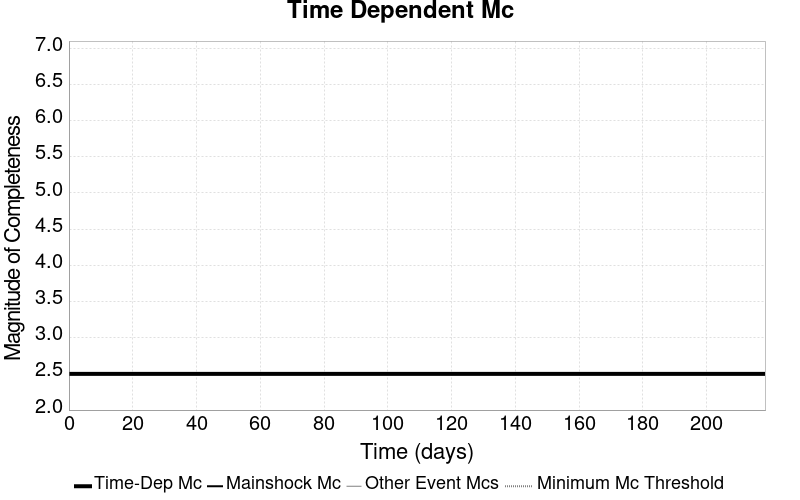 Time Dependent Mc
Magnitude of Completeness
7.0
6.5
6.0
5.5
5.0
4.5
4.0
3.5
3.0
2.5
2.0
0 20 40 60 80 100 120 140 160 180 200
Time (days)
Time-Dep Mc Mainshock Mc Other Event Mcs Minimum Mc Threshold